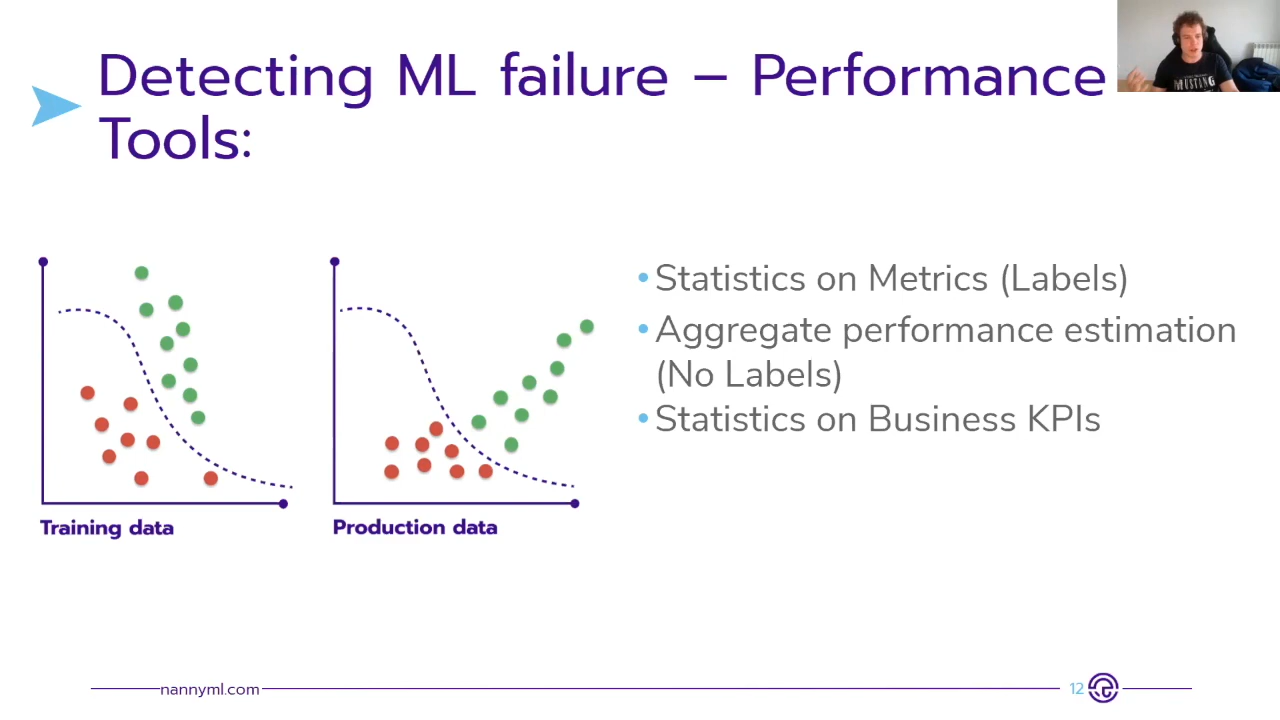 Detecting ML failure – Performance
Tools:
MUSTANG
• Statistics on Metrics (Labels)
• Aggregate performance estimation
(No Labels)
• Statistics on Business KPIs
Training data
Production data
nannyml.com
12